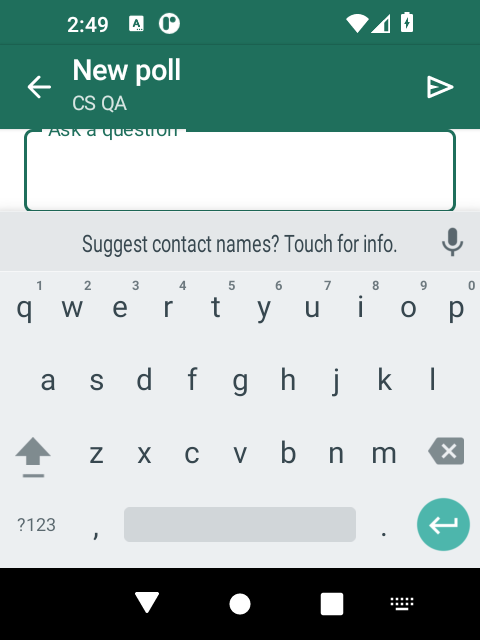 2:49
New poll
CS QA
Ask a question
Suggest contact names? Touch for info.
1 2 3 4 5 6 7 8 9 0
q w e r t y u i o p
a s d f g h j k l
z x c v b n m
?123 , .